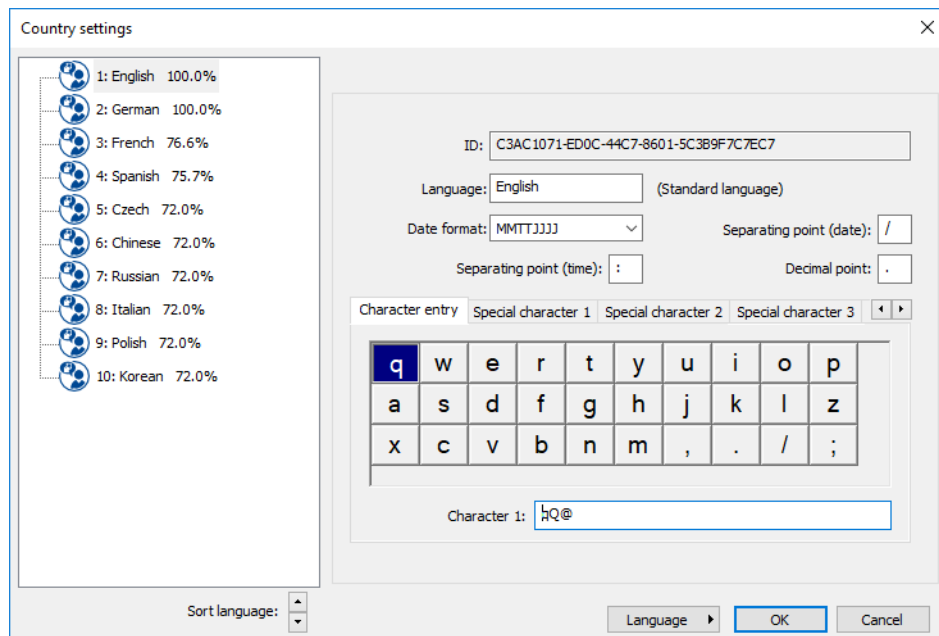 Country settings
1: English 100.0%
2: German 100.0%
3: French 76.6%
4: Spanish 75.7%
5: Czech 72.0%
6: Chinese 72.0%
7: Russian 72.0%
8: Italian 72.0%
9: Polish 72.0%
10: Korean 72.0%
Sort language:
ID: C3AC1071-ED0C-44C7-8601-5C3B9F7C7EC7
Language: English (Standard language)
Date format: MMTTJJJJ Separating point (date): /
Separating point (time): : Decimal point: .
Character entry Special character 1 Special character 2 Special character 3
q w e r t y u i o p
a s d f g h j k l z
x c v b n m , . / ;
Character 1: Q@
Language OK Cancel